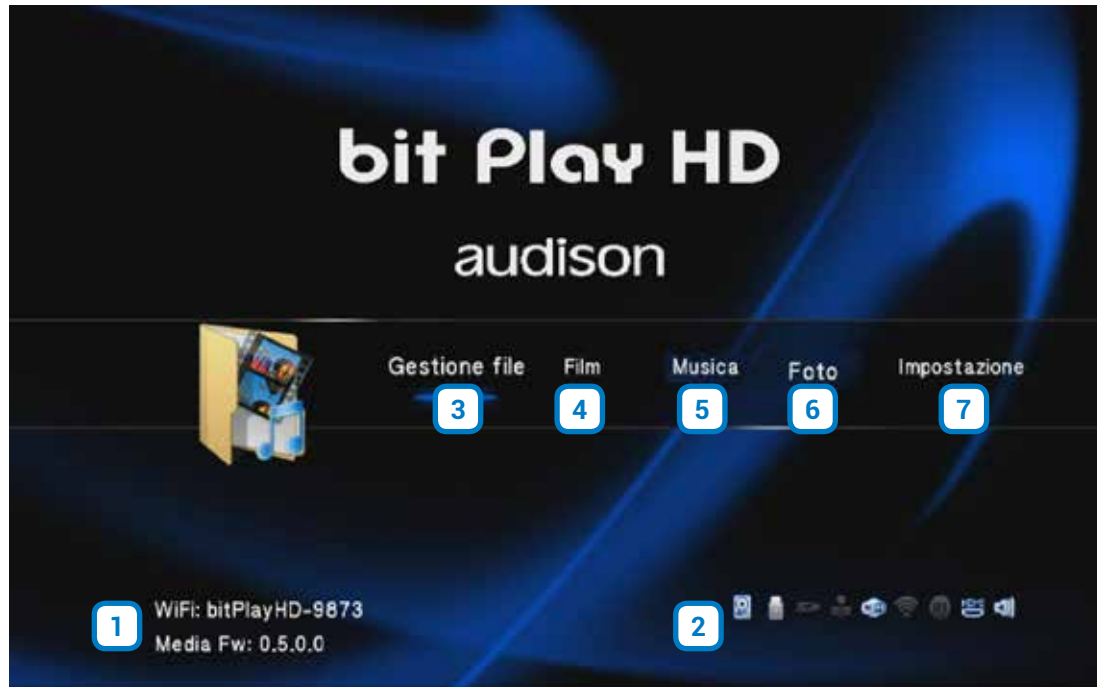 bit Play HD
audison
Gestione file Film Musica Foto Impostazione
3 4 5 6 7
1 WiFi: bitPlayHD-9873
Media Fw: 0.5.0.0
2